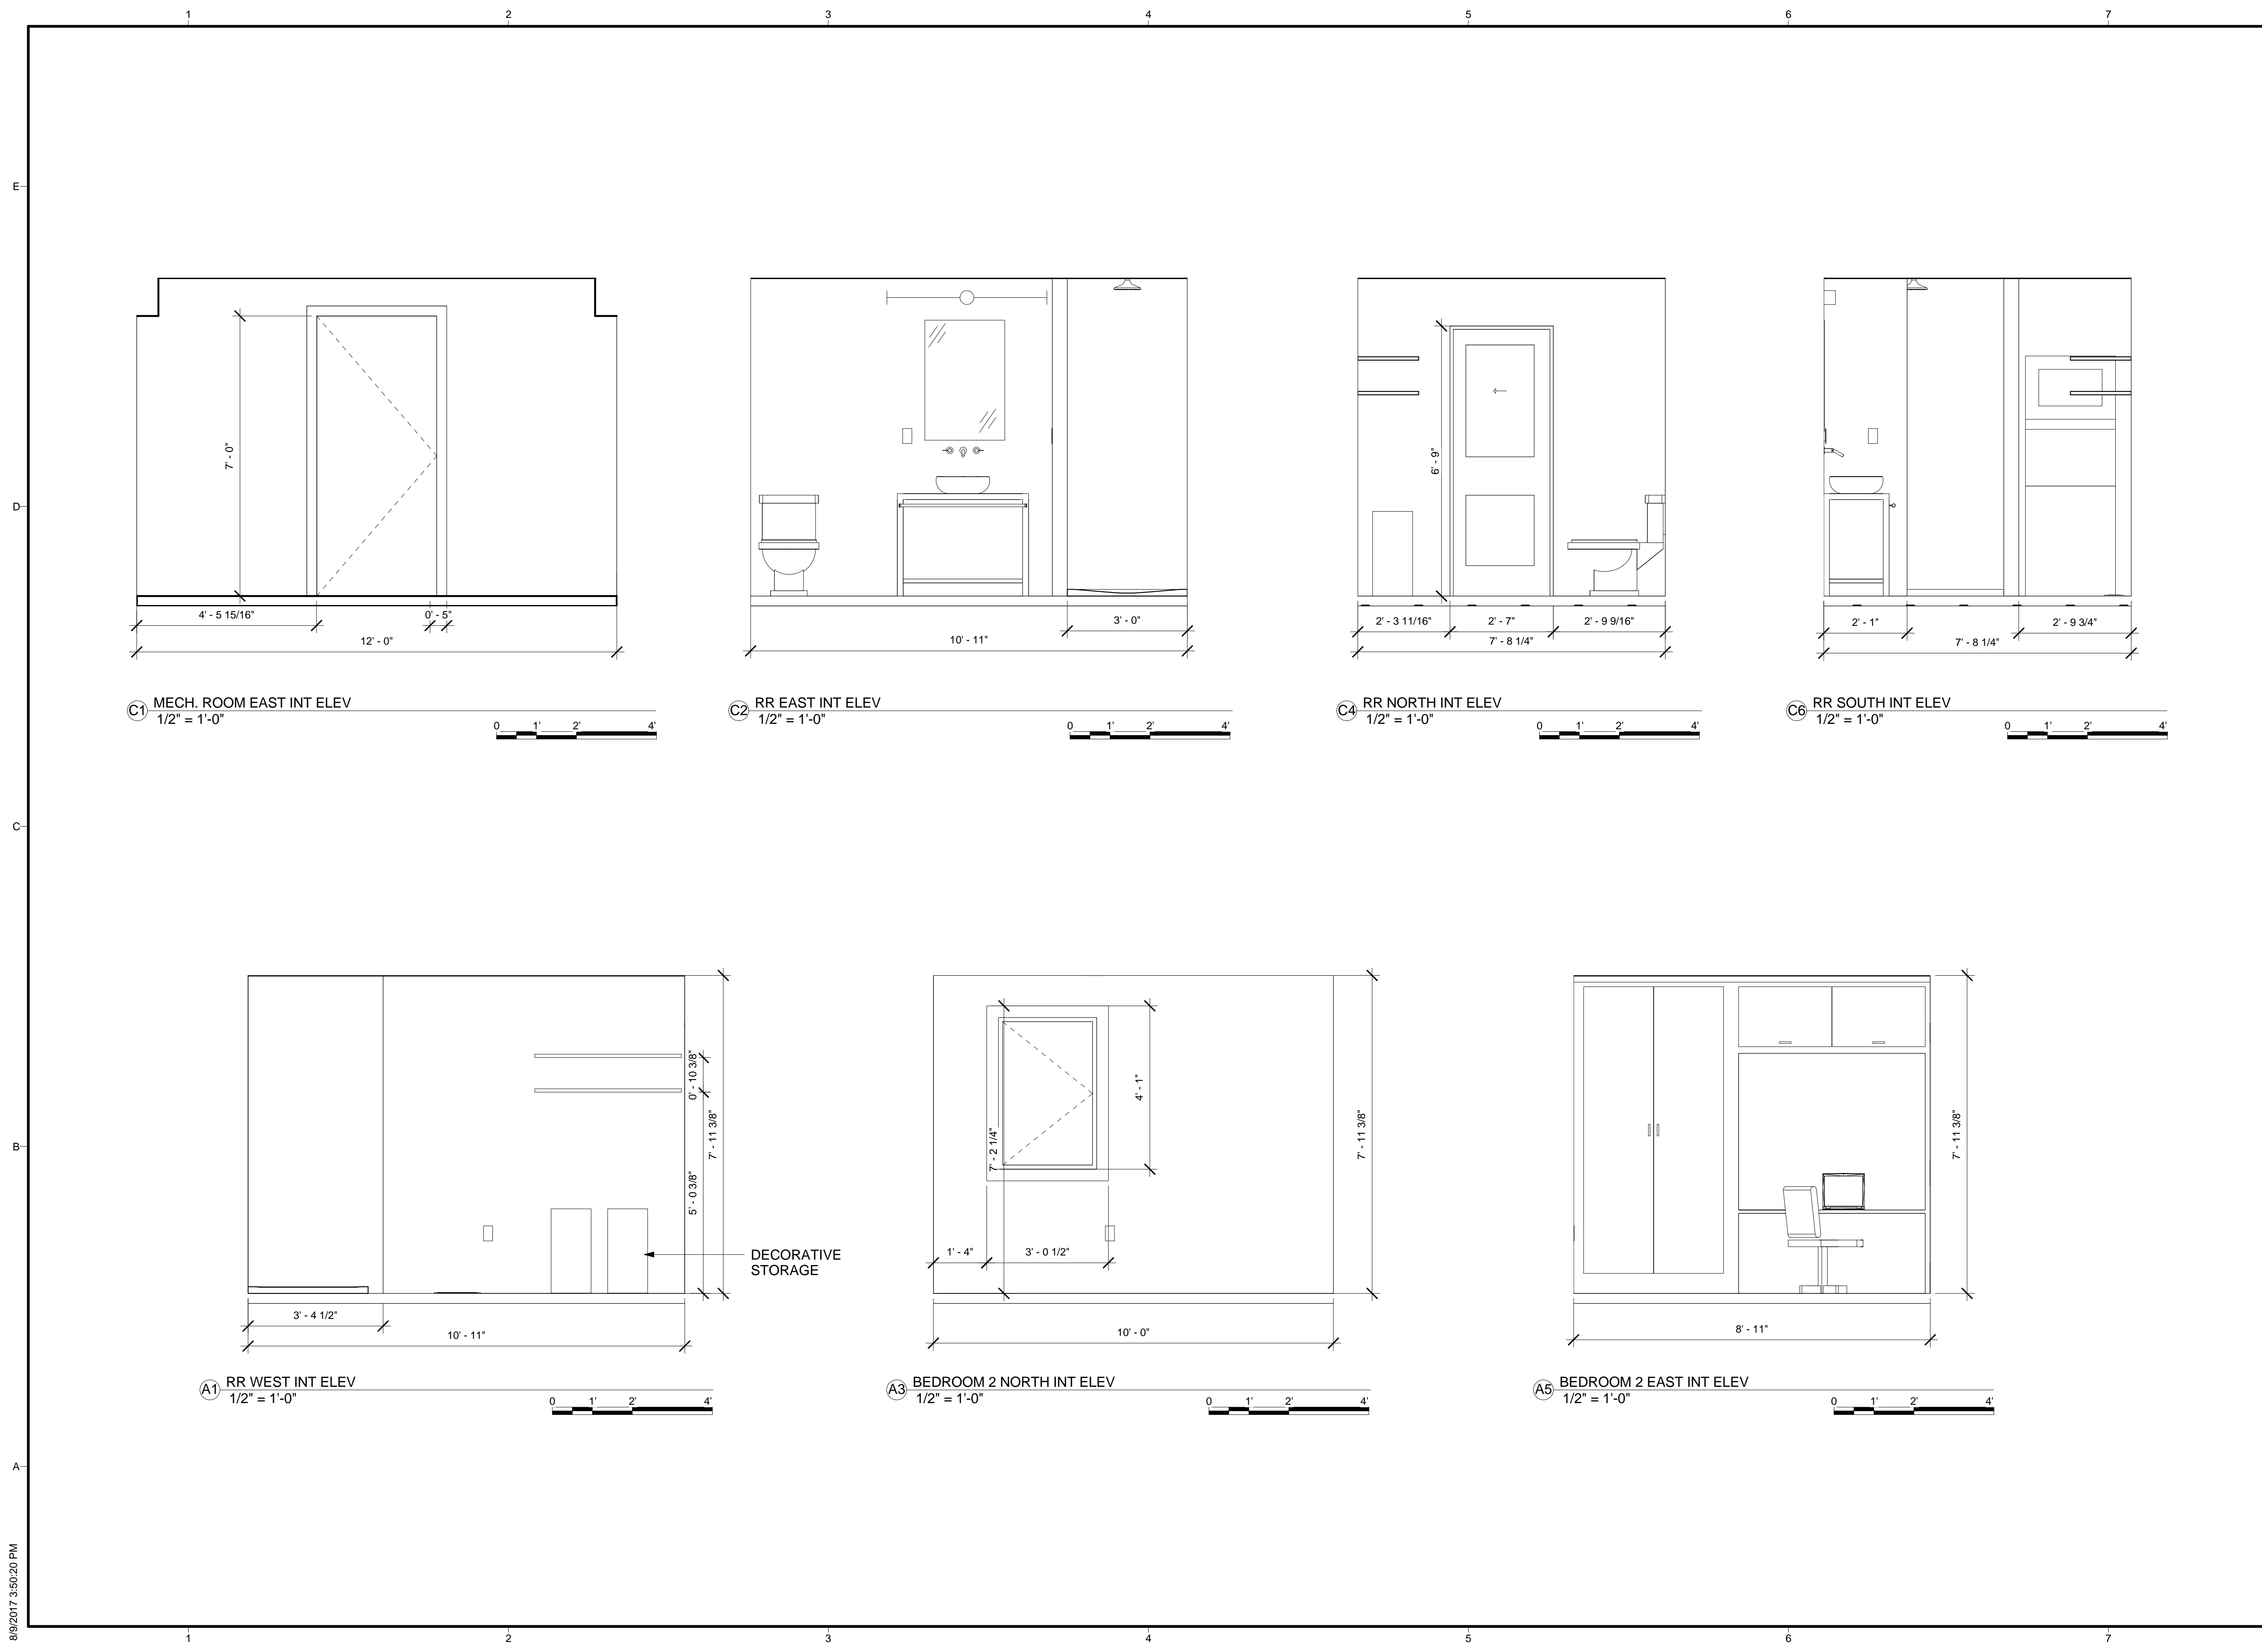 1 2 3 4 5 6 7
E
D
C
B
A
7' - 0"
4' - 5 15/16"
0' - 5"
12' - 0"
C1 MECH. ROOM EAST INT ELEV
1/2" = 1'-0"
0 1' 2' 4'
3' - 0"
10' - 11"
C2 RR EAST INT ELEV
1/2" = 1'-0"
0 1' 2' 4'
6' - 9"
2' - 3 11/16"
2' - 7"
2' - 9 9/16"
7' - 8 1/4"
C4 RR NORTH INT ELEV
1/2" = 1'-0"
0 1' 2' 4'
2' - 1"
2' - 9 3/4"
7' - 8 1/4"
C6 RR SOUTH INT ELEV
1/2" = 1'-0"
0 1' 2' 4'
0' - 10 3/8"
7' - 11 3/8"
5' - 0 3/8"
DECORATIVE
STORAGE
3' - 4 1/2"
10' - 11"
A1 RR WEST INT ELEV
1/2" = 1'-0"
0 1' 2' 4'
4' - 1"
7' - 2 1/4"
7' - 11 3/8"
1' - 4"
3' - 0 1/2"
10' - 0"
A3 BEDROOM 2 NORTH INT ELEV
1/2" = 1'-0"
0 1' 2' 4'
7' - 11 3/8"
8' - 11"
A5 BEDROOM 2 EAST INT ELEV
1/2" = 1'-0"
0 1' 2' 4'
8/9/2017 3:50:20 PM
1 2 3 4 5 6 7